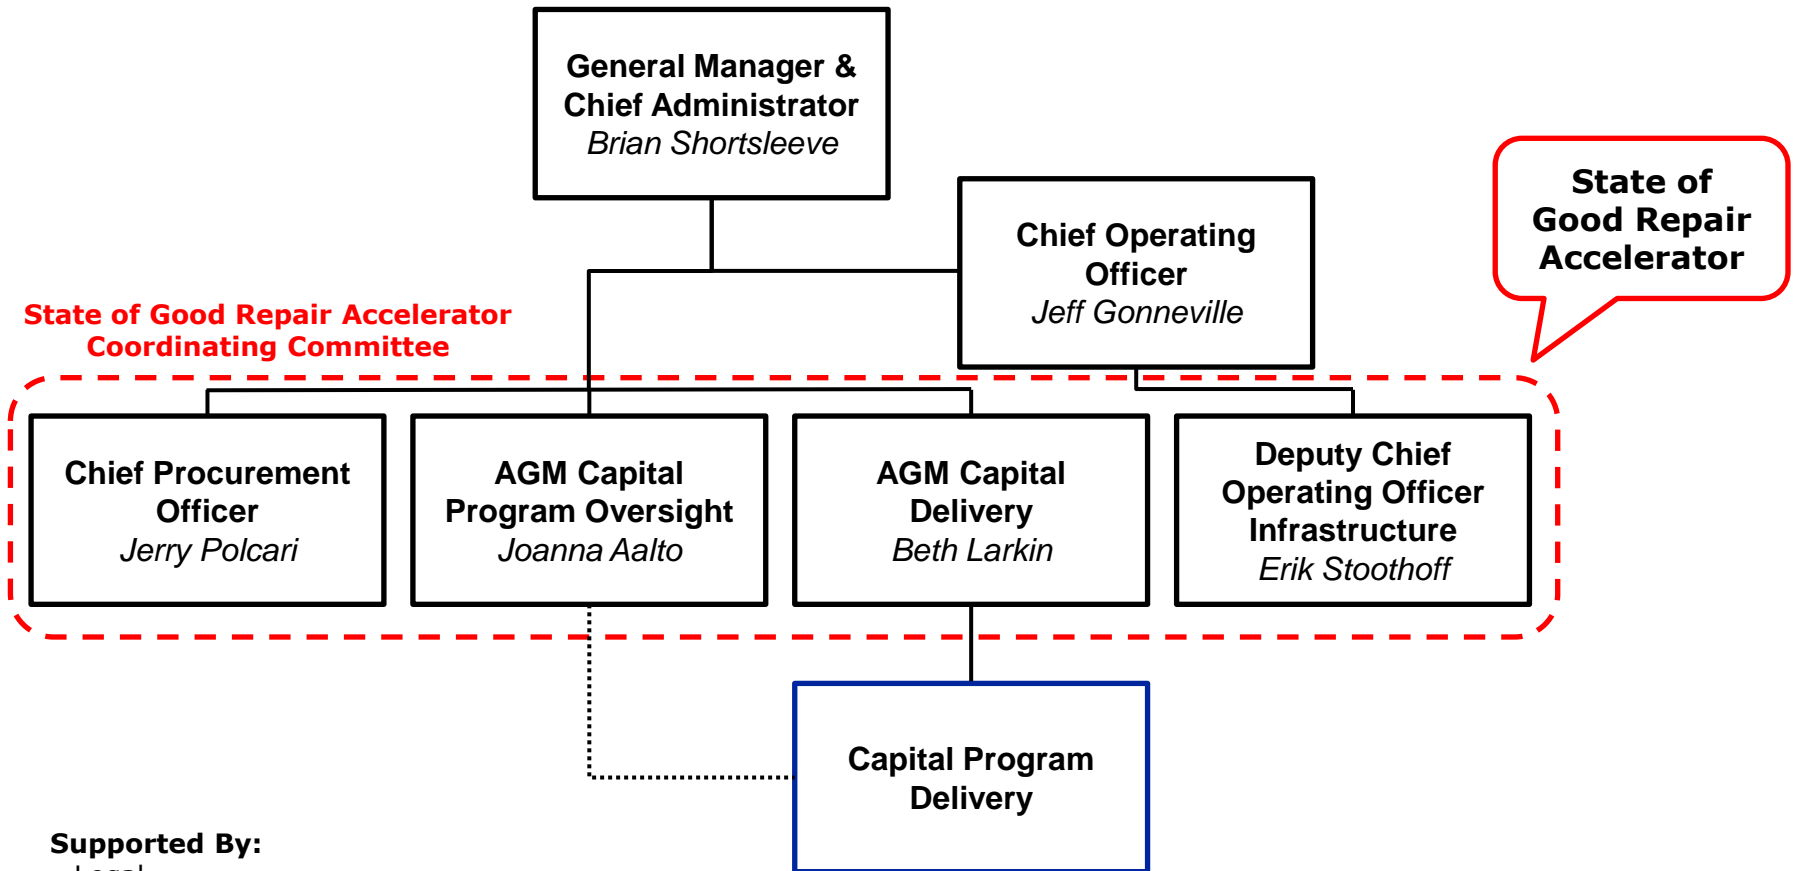 General Manager &
Chief Administrator
Brian Shortsleeve
Chief Operating
Officer
Jeff Gonneville
State of
Good Repair
Accelerator
State of Good Repair Accelerator
Coordinating Committee
Chief Procurement
Officer
Jerry Polcari
AGM Capital
Program Oversight
Joanna Aalto
AGM Capital
Delivery
Beth Larkin
Deputy Chief
Operating Officer
Infrastructure
Erik Stoothoff
Capital Program
Delivery
Supported By:
Legal